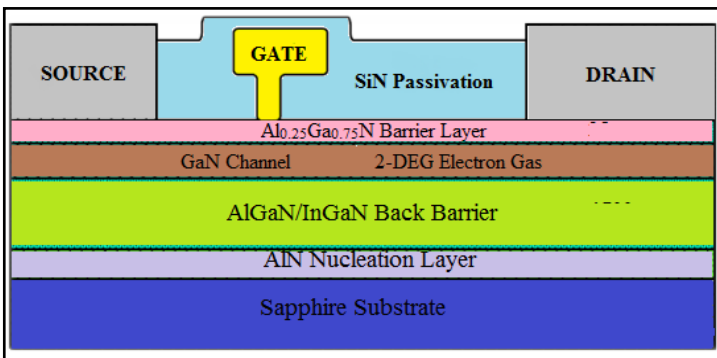 GATE
SOURCE
SiN Passivation
DRAIN
Al0.25Ga0.75N Barrier Layer
GaN Channel 2-DEG Electron Gas
AlGaN/InGaN Back Barrier
AlN Nucleation Layer
Sapphire Substrate